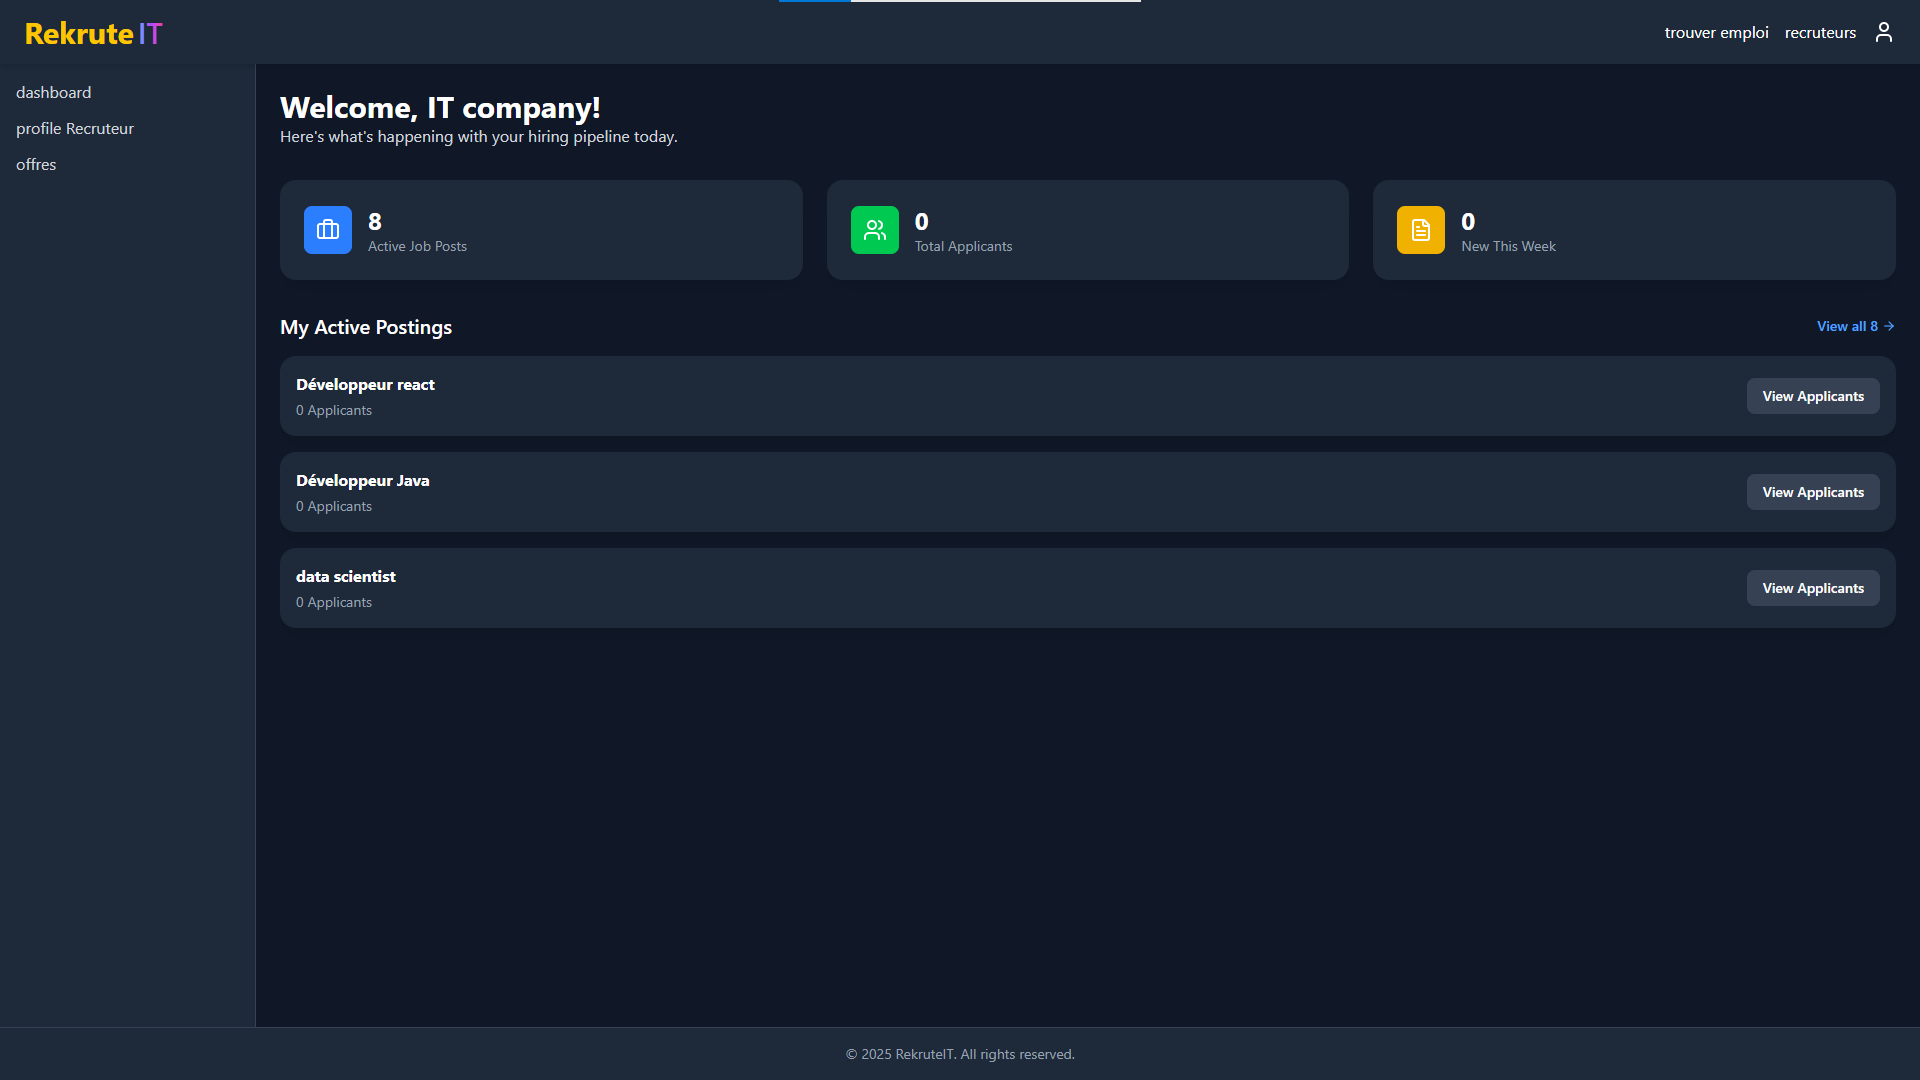 Rekrute IT
trouver emploi recruteurs
dashboard
profile Recruteur
offres
Welcome, IT company!
Here's what's happening with your hiring pipeline today.
8
Active Job Posts
0
Total Applicants
0
New This Week
My Active Postings
View all 8 →
Développeur react
0 Applicants
View Applicants
Développeur Java
0 Applicants
View Applicants
data scientist
0 Applicants
View Applicants
© 2025 RekruteIT. All rights reserved.